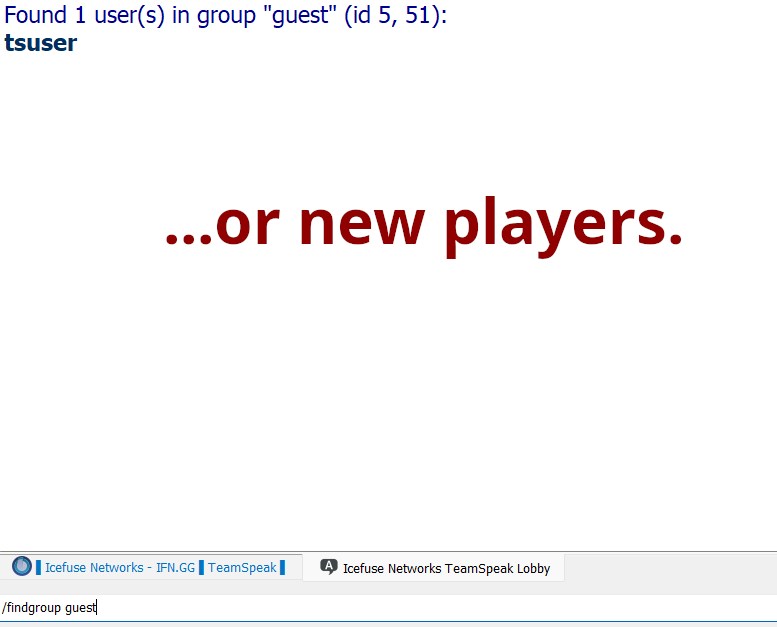 Found 1 user(s) in group "guest" (id 5, 51):
tsuser
...or new players.
Icefuse Networks - IFN.GG ▌TeamSpeak ▌
A Icefuse Networks TeamSpeak Lobby
/findgroup guest